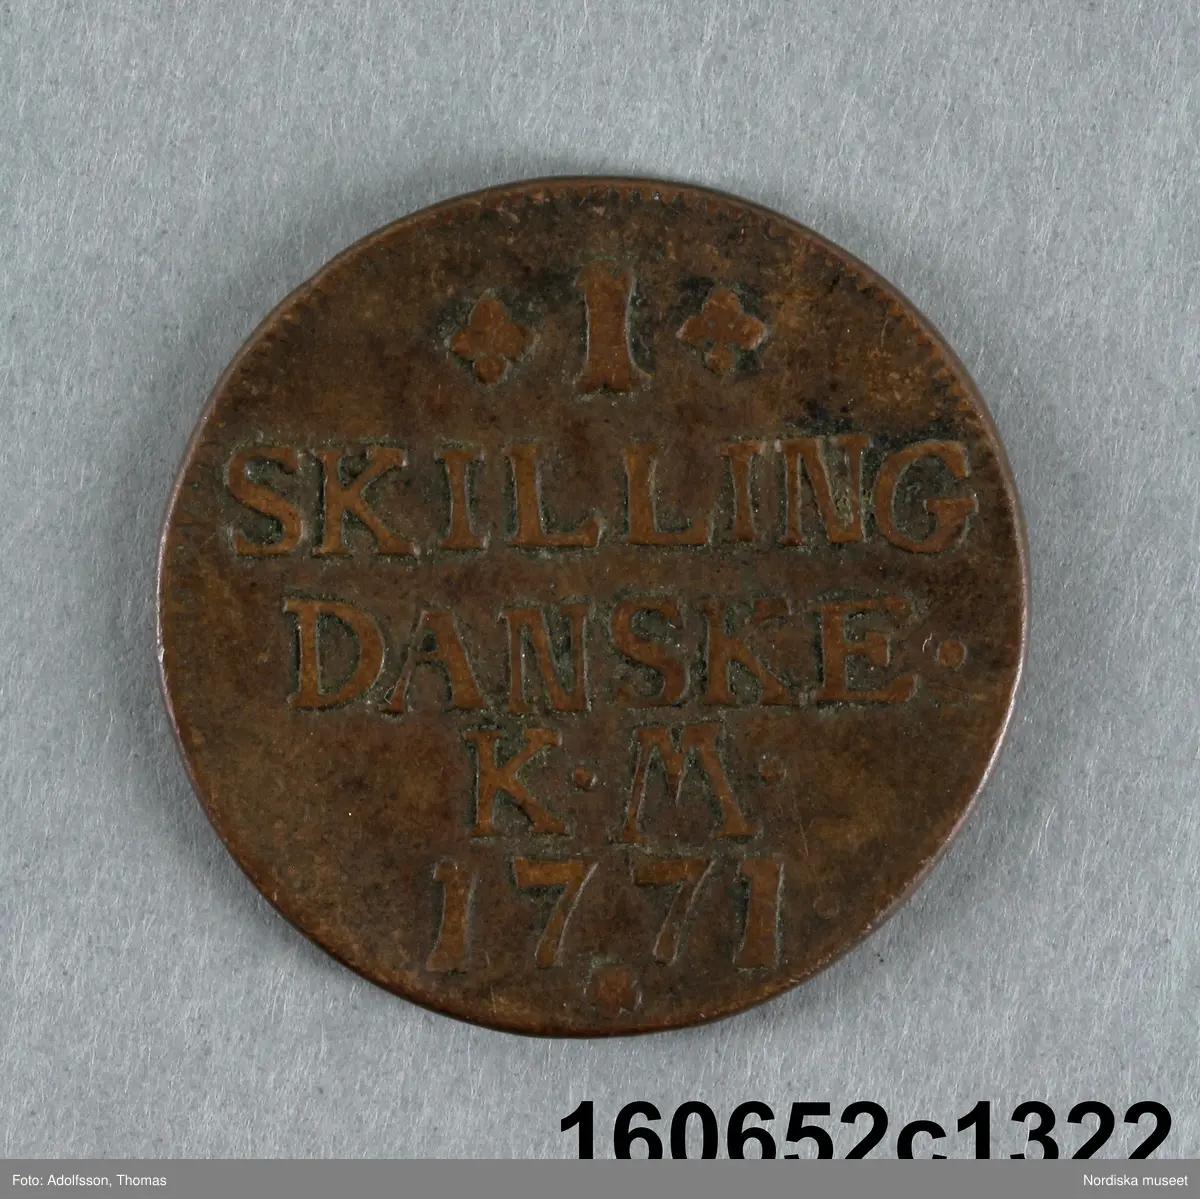 1
SKILLING
DANSKE·
K·M·
1771
160652c1322
Foto: Adolfsson, Thomas
Nordiska museet